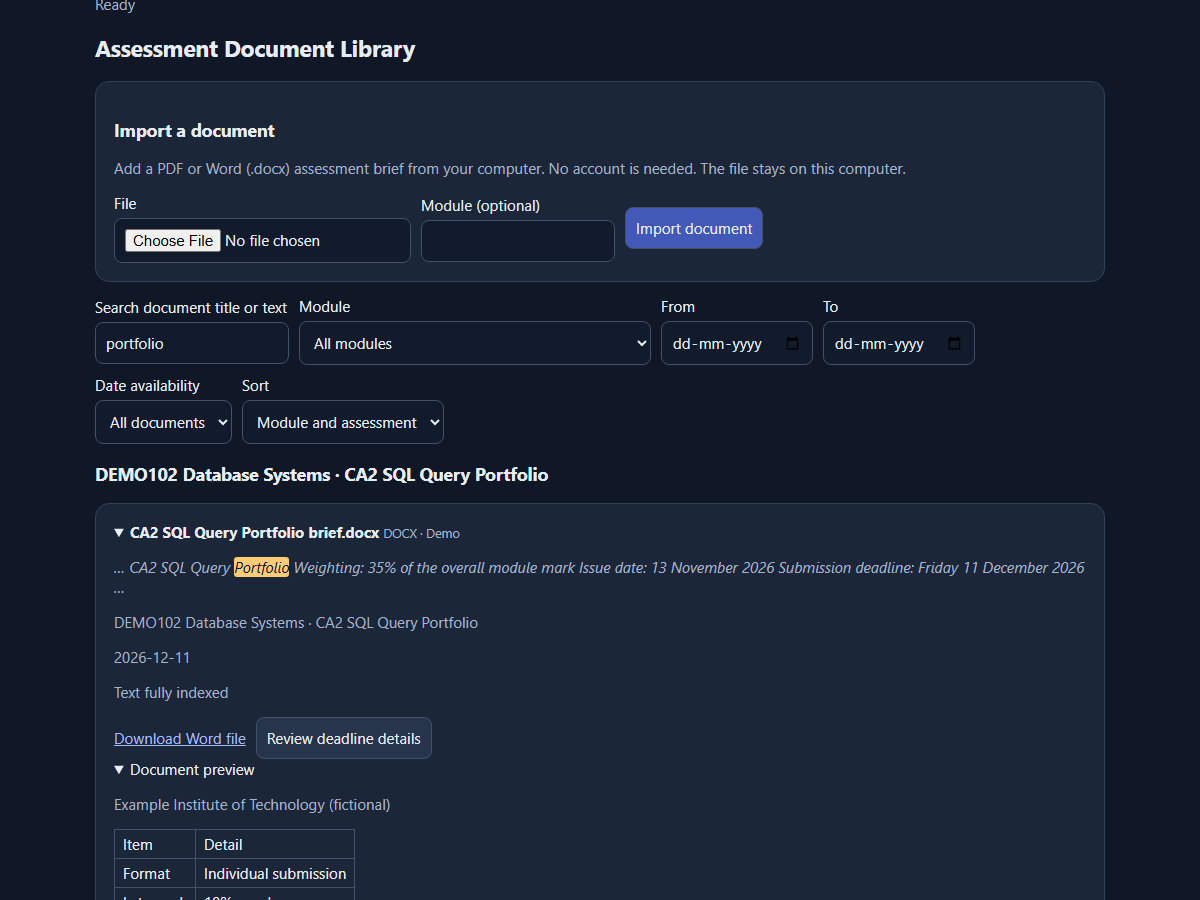 Ready
Assessment Document Library
Import a document
Add a PDF or Word (.docx) assessment brief from your computer. No account is needed. The file stays on this computer.
File
Module (optional)
Choose File No file chosen
Import document
Search document title or text
Module
From
To
portfolio
All modules
dd-mm-yyyy
dd-mm-yyyy
Date availability
Sort
All documents
Module and assessment
DEMO102 Database Systems · CA2 SQL Query Portfolio
▼ CA2 SQL Query Portfolio brief.docx DOCX · Demo
... CA2 SQL Query Portfolio Weighting: 35% of the overall module mark Issue date: 13 November 2026 Submission deadline: Friday 11 December 2026
...
DEMO102 Database Systems · CA2 SQL Query Portfolio
2026-12-11
Text fully indexed
Download Word file
Review deadline details
▼ Document preview
Example Institute of Technology (fictional)
Item Detail
Format Individual submission